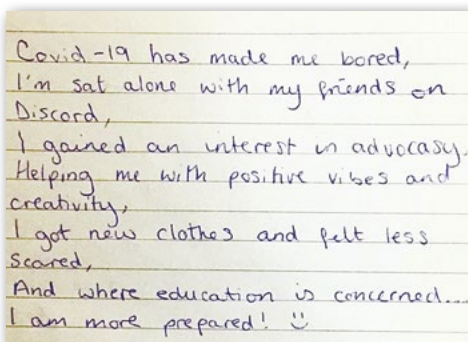 Covid-19 has made me bored,
I'm sat alone with my friends on
Discord,
I gained an interest in advocasy.
Helping me with positive vibes and
creativity,
I got new clothes and felt less
scared,
And where education is concerned...
I am more prepared! :)